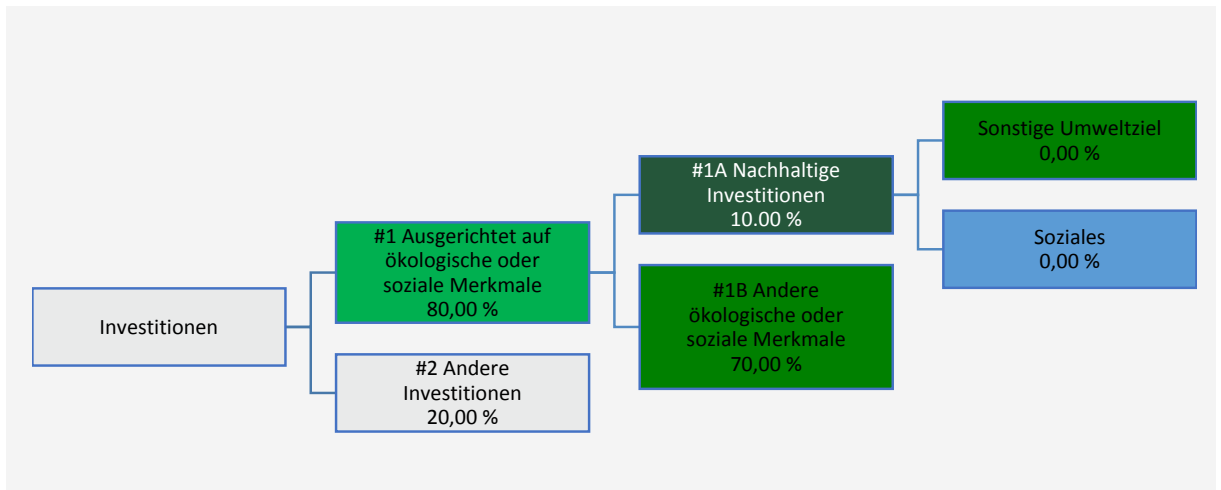 Investitionen
#1 Ausgerichtet auf
ökologische oder
soziale Merkmale
80,00 %
#2 Andere
Investitionen
20,00 %
#1A Nachhaltige
Investitionen
10.00 %
#1B Andere
ökologische oder
soziale Merkmale
70,00 %
Sonstige Umweltziel
0,00 %
Soziales
0,00 %